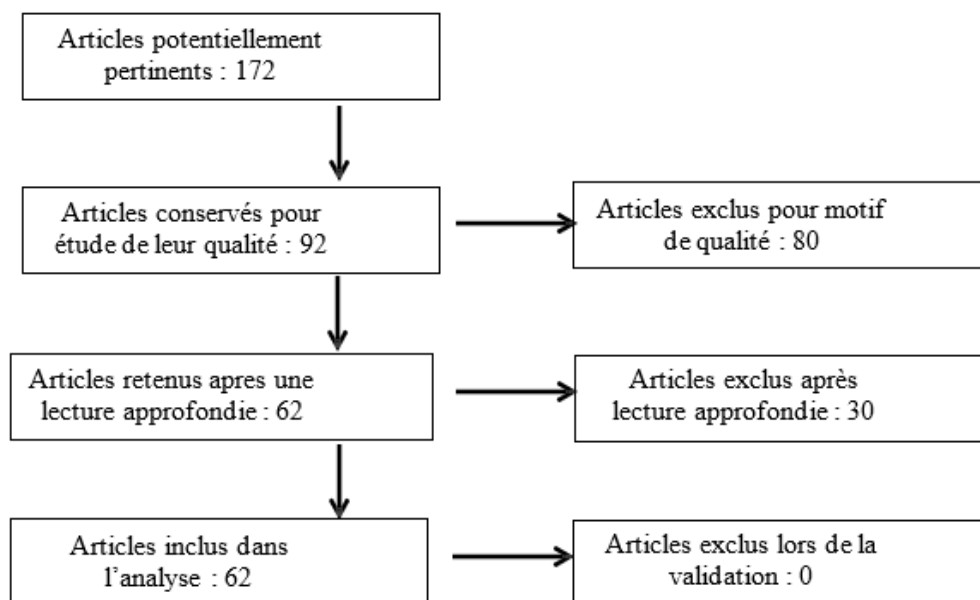 Articles potentiellement
pertinents : 172
Articles conservés pour
étude de leur qualité : 92
Articles exclus pour motif
de qualité : 80
Articles retenus apres une
lecture approfondie : 62
Articles exclus après
lecture approfondie : 30
Articles inclus dans
l’analyse : 62
Articles exclus lors de la
validation : 0